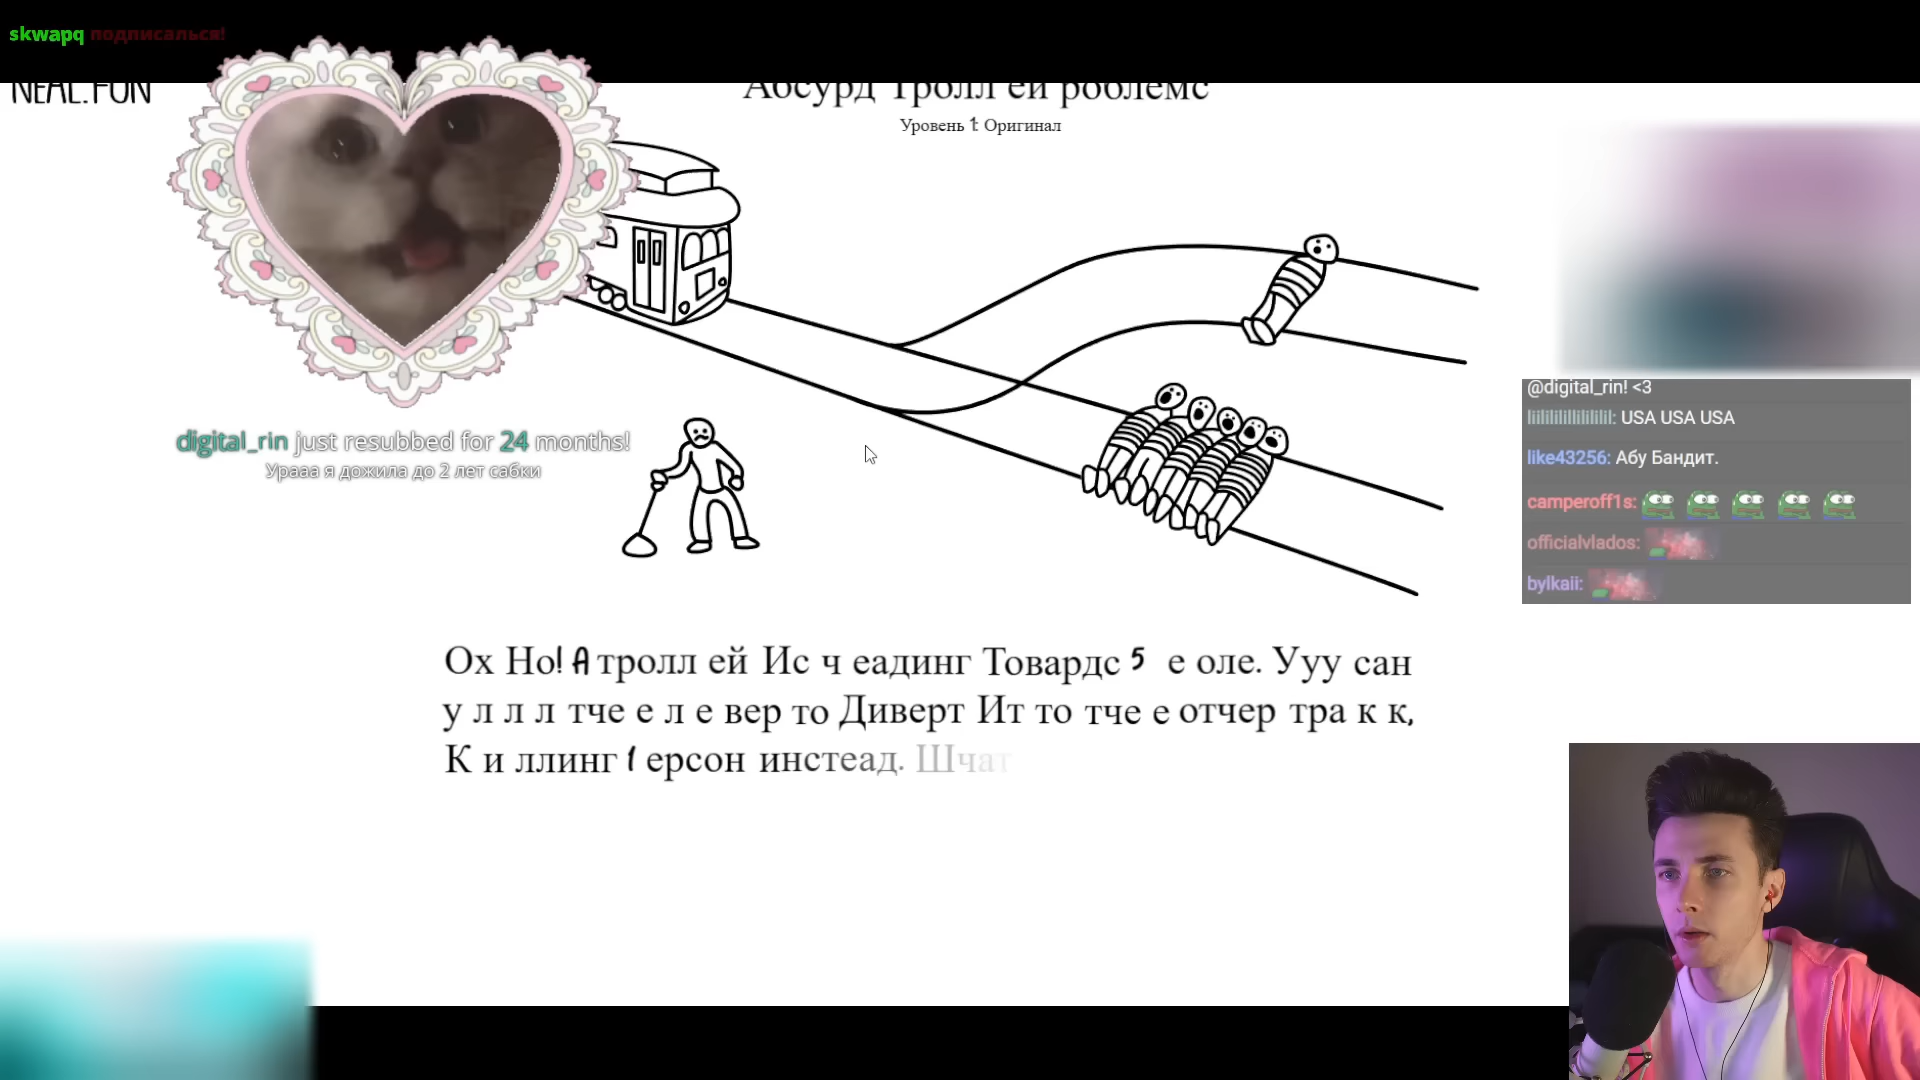 skwapq подписалься!
NEAL.FUN
Абсурд Тролл ей роблемс
Уровень 1: Оригинал
digital_rin just resubbed for 24 months!
Урааа я дожила до 2 лет сабки
@digital_rin! <3
USA USA USA
like43256: Абу Бандит.
camperoff1s:
officialvlados:
bylkaii:
Ох Но! A тролл ей Ис ч еадинг Товардс 5 е оле. Ууу сан
у л л л тче е л е вер то Диверт Ит то тче е отчер тра к к,
К и ллинг 1 ерсон инстеад. Шчат